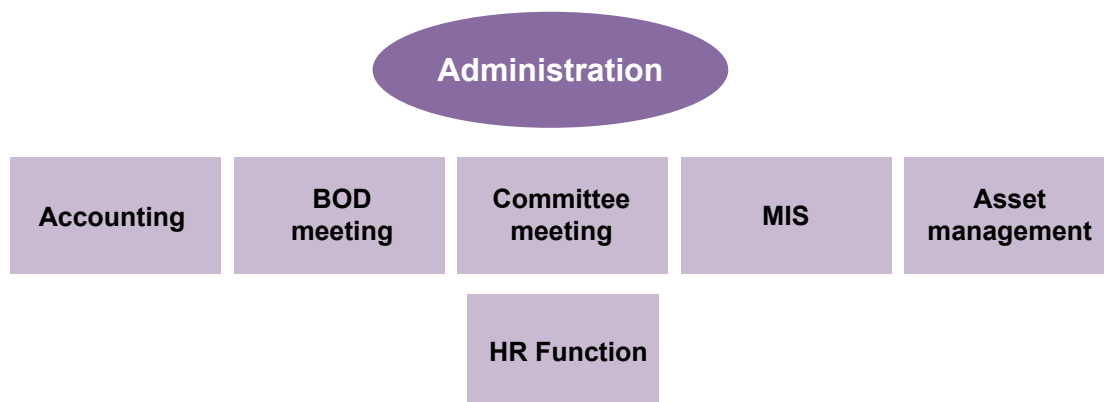 Administration
Accounting
BOD
meeting
Committee
meeting
MIS
Asset
management
HR Function